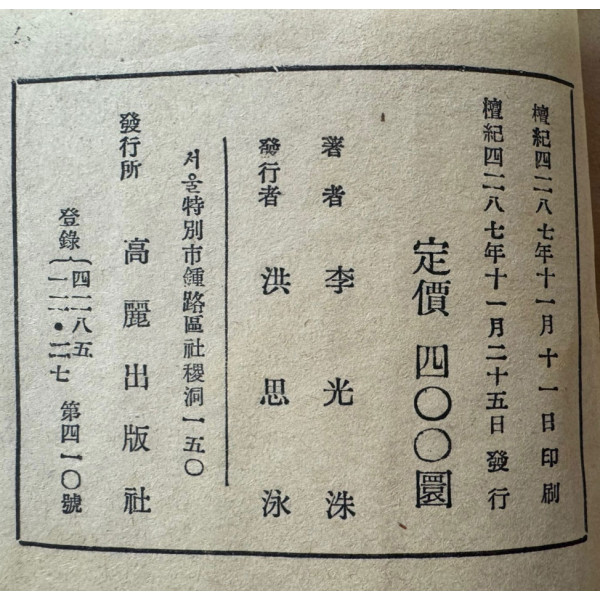 檀紀四二八七年十一月十一日印刷
檀紀四二八七年十一月二十五日發行
定價 四〇〇圜
著者 李光洙
發行者 洪思泳
서울特別市鍾路區社稷洞一五〇
發行所 高麗出版社
登錄(四二八五 一二·二七 第四一〇號